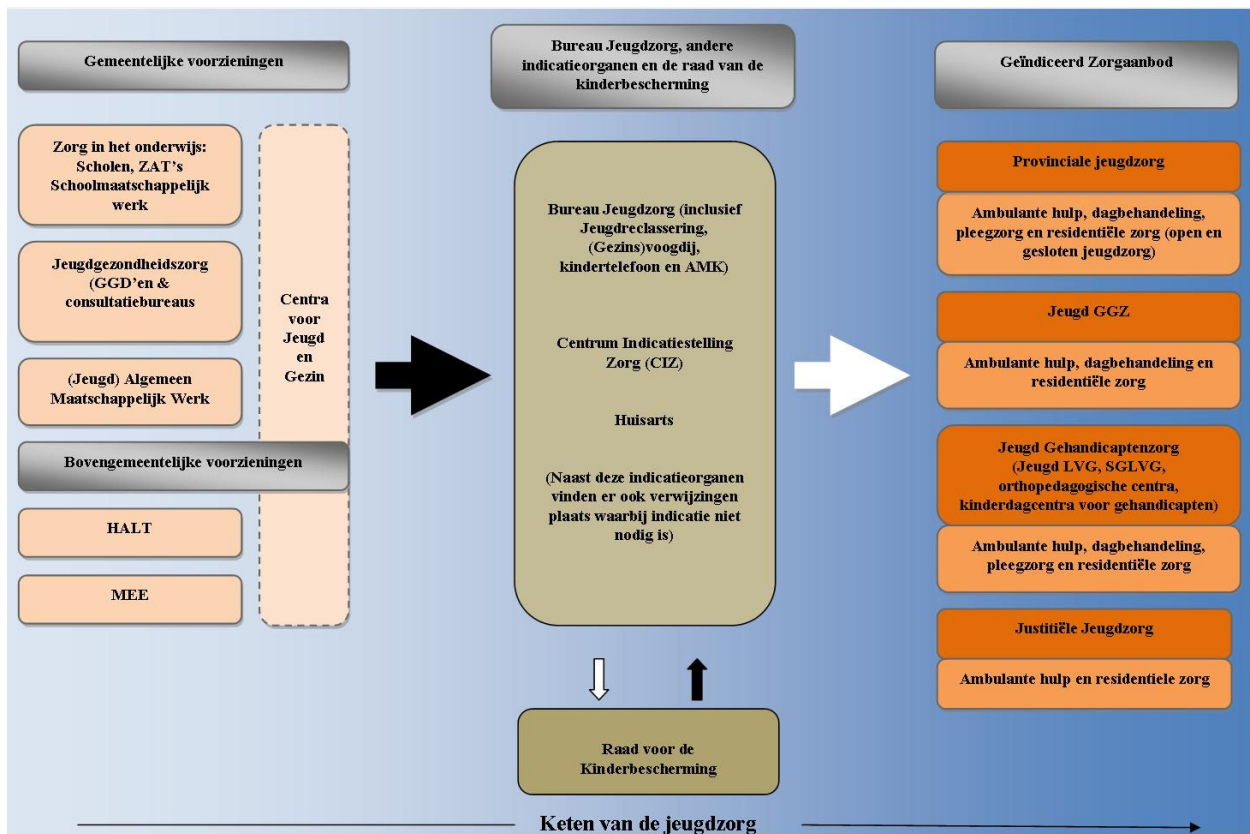 Gemeentelijke voorzieningen
Zorg in het onderwijs:
Scholen, ZAT's
Schoolmaatschappelijk
werk
Jeugdgezondheidszorg
(GGD'en &
consultatiebureaus
(Jeugd) Algemeen
Maatschappelijk Werk
Centra
voor
Jeugd
en
Gezin
Bovengemeentelijke voorzieningen
HALT
MEE
Bureau Jeugdzorg, andere
indicatieorganen en de raad van de
kinderbescherming
Bureau Jeugdzorg (inclusief
Jeugdreclassering,
(Gezins)voogdij,
kindertelefoon en AMK)
Centrum Indicatiestelling
Zorg (CIZ)
Huisarts
(Naast deze indicatieorganen
vinden er ook verwijzingen
plaats waarbij indicatie niet
nodig is)
Raad voor de
Kinderbescherming
Geïndiceerd Zorgaanbod
Provinciale jeugdzorg
Ambulante hulp, dagbehandeling,
pleegzorg en residentiële zorg (open en
gesloten jeugdzorg)
Jeugd GGZ
Ambulante hulp, dagbehandeling en
residentiële zorg
Jeugd Gehandicaptenzorg
(Jeugd LVG, SGLVG,
orthopedagogische centra,
kinderdagcentra voor gehandicapten)
Ambulante hulp, dagbehandeling,
pleegzorg en residentiële zorg
Justitiële Jeugdzorg
Ambulante hulp en residentiele zorg
Keten van de jeugdzorg